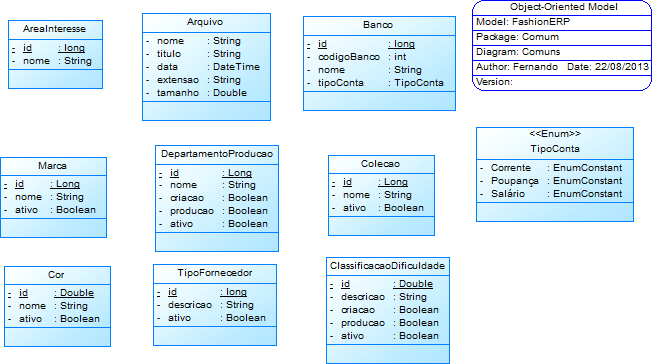 AreaInteresse
- id : long
- nome : String
Arquivo
- nome : String
- titulo : String
- data : DateTime
- extensao : String
- tamanho : Double
Banco
- id : long
- codigoBanco : int
- nome : String
- tipoConta : TipoConta
Object-Oriented Model
Model: FashionERP
Package: Comum
Diagram: Comuns
Author: Fernando Date: 22/08/2013
Version:
Marca
- id : Long
- nome : String
- ativo : Boolean
DepartamentoProducao
- id : Long
- nome : String
- criacao : Boolean
- producao : Boolean
- ativo : Boolean
Colecao
- id : Long
- nome : String
- ativo : Boolean
<<Enum>>
TipoConta
- Corrente : EnumConstant
- Poupança : EnumConstant
- Salário : EnumConstant
Cor
- id : Double
- nome : String
- ativo : Boolean
TipoFornecedor
- id : long
- descricao : String
- ativo : Boolean
ClassificacaoDificuldade
- id : Double
- descricao : String
- criacao : Boolean
- producao : Boolean
- ativo : Boolean